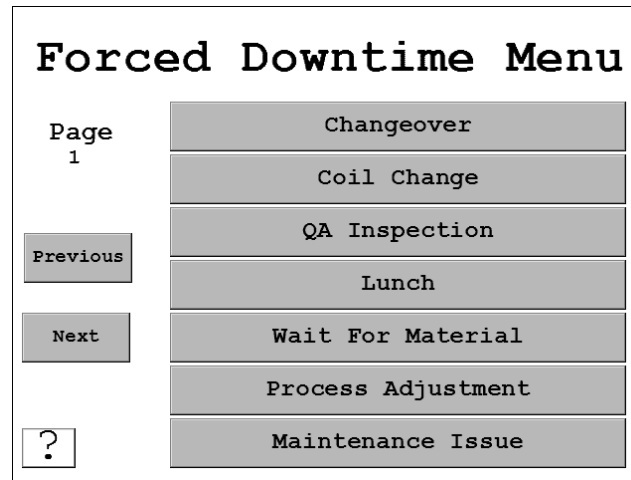 Forced Downtime Menu
Page
1
Previous
Next
?
Changeover
Coil Change
QA Inspection
Lunch
Wait For Material
Process Adjustment
Maintenance Issue